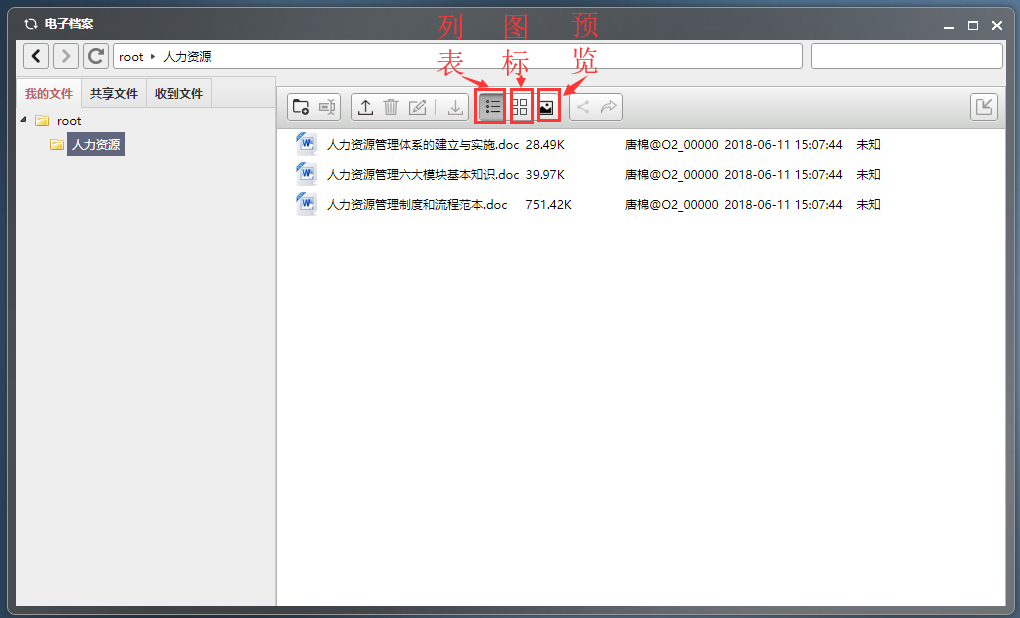 电子档案
列 图 预
表 标 览
root ▸ 人力资源
我的文件 共享文件 收到文件
root
人力资源
人力资源管理体系的建立与实施.doc 28.49K 唐棉@O2_00000 2018-06-11 15:07:44 未知
人力资源管理六大模块基本知识.doc 39.97K 唐棉@O2_00000 2018-06-11 15:07:44 未知
人力资源管理制度和流程范本.doc 751.42K 唐棉@O2_00000 2018-06-11 15:07:44 未知